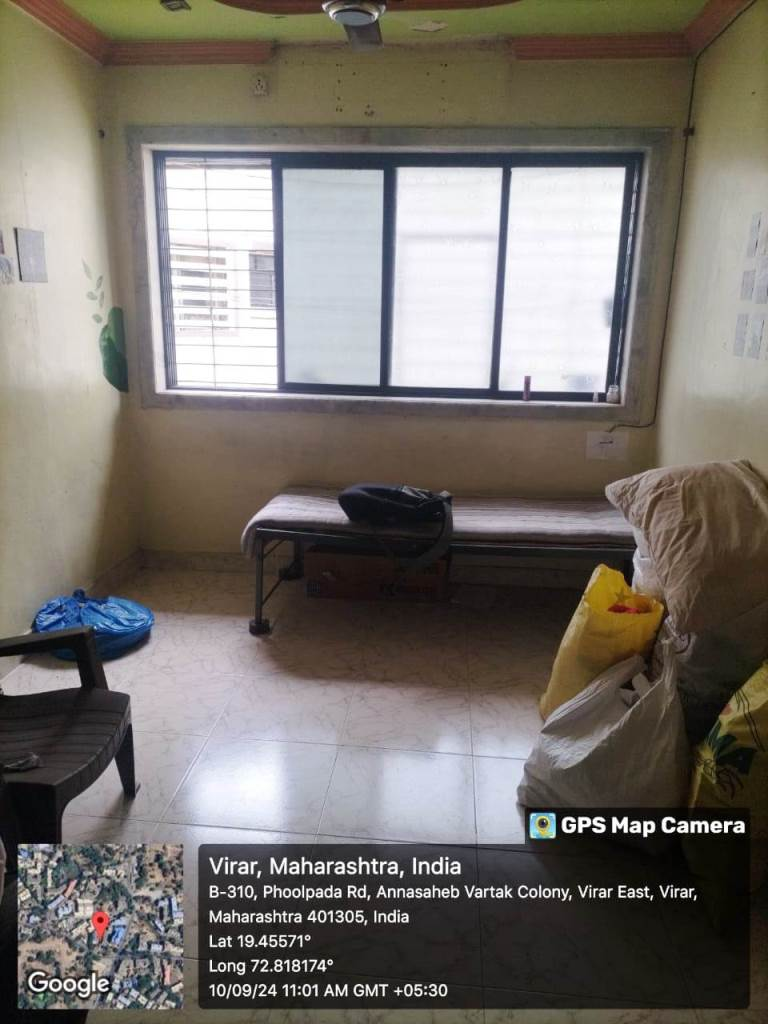 GPS Map Camera
Virar, Maharashtra, India
B-310, Phoolpada Rd, Annasaheb Vartak Colony, Virar East, Virar,
Maharashtra 401305, India
Lat 19.45571°
Long 72.818174°
10/09/24 11:01 AM GMT +05:30
Google